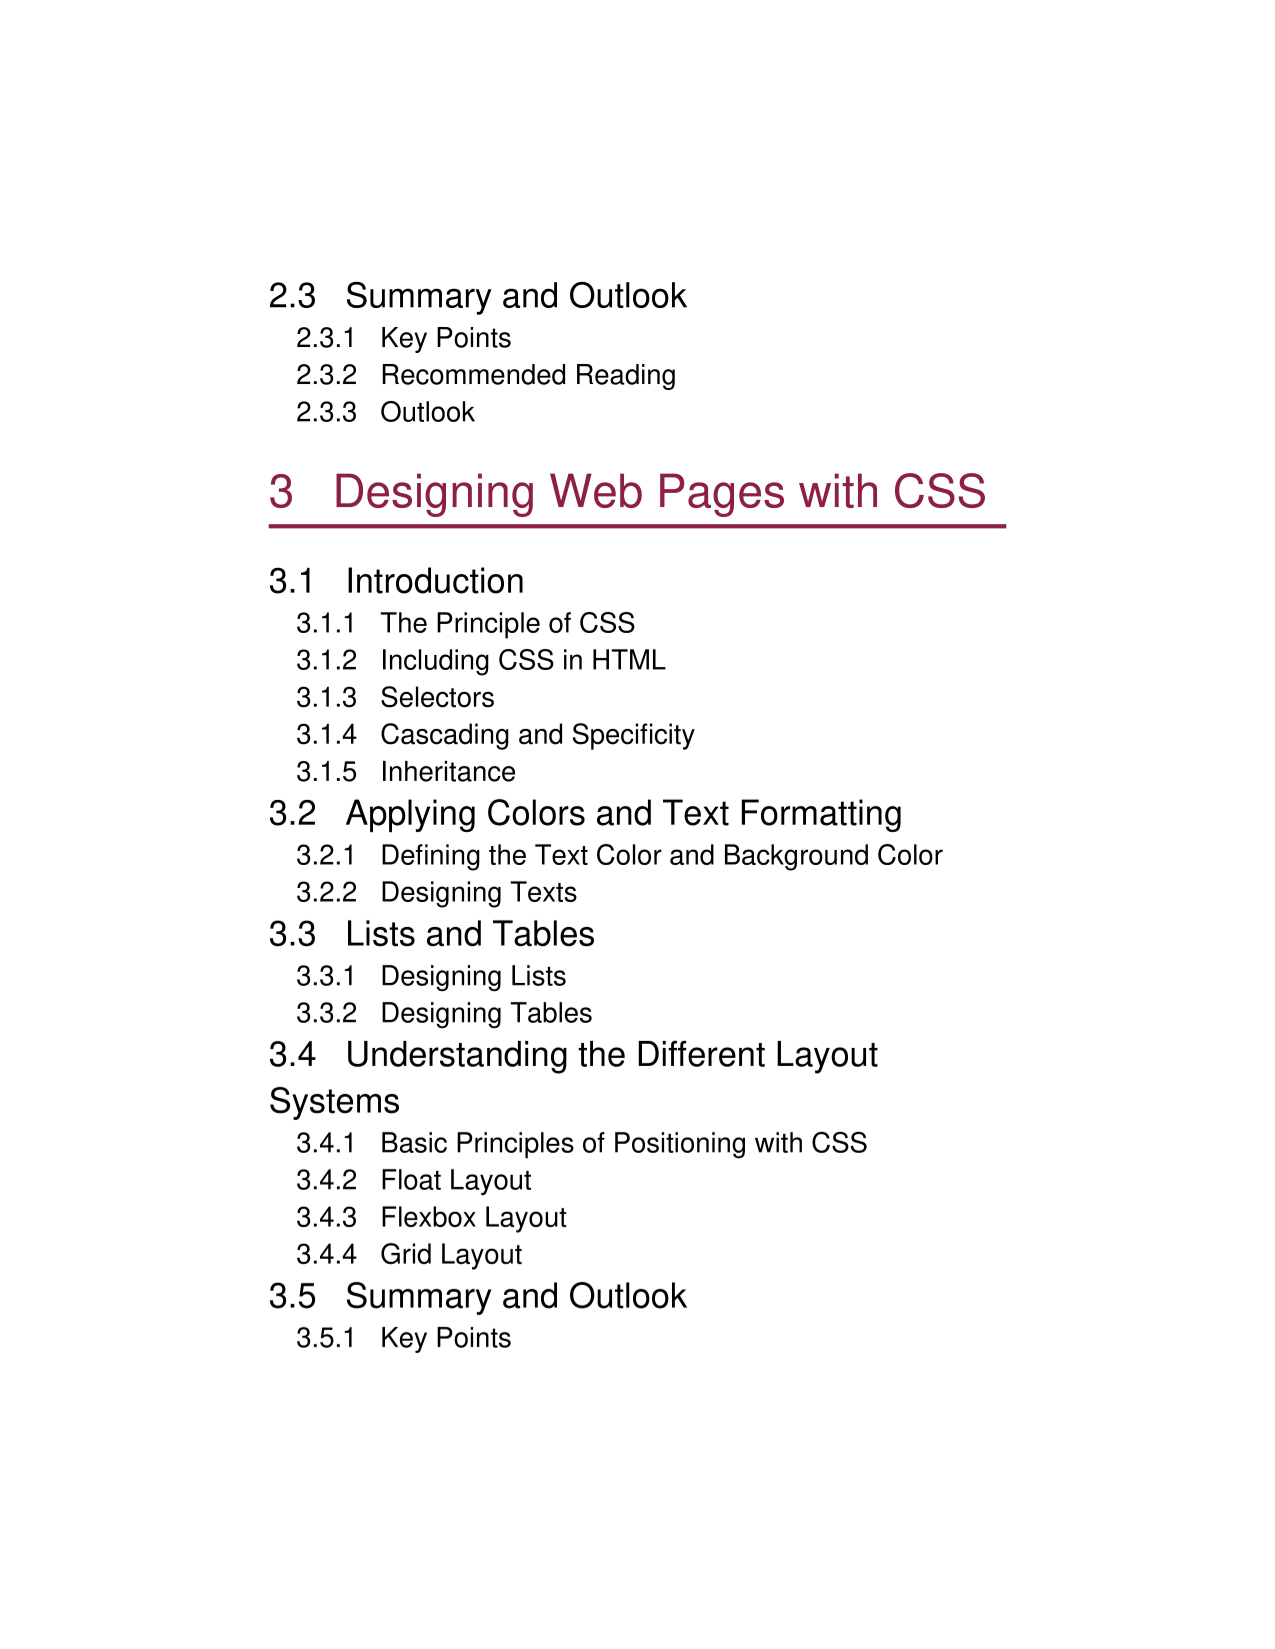 2.3 Summary and Outlook
2.3.1 Key Points
2.3.2 Recommended Reading
2.3.3 Outlook
3 Designing Web Pages with CSS
3.1 Introduction
3.1.1 The Principle of CSS
3.1.2 Including CSS in HTML
3.1.3 Selectors
3.1.4 Cascading and Specificity
3.1.5 Inheritance
3.2 Applying Colors and Text Formatting
3.2.1 Defining the Text Color and Background Color
3.2.2 Designing Texts
3.3 Lists and Tables
3.3.1 Designing Lists
3.3.2 Designing Tables
3.4 Understanding the Different Layout
Systems
3.4.1 Basic Principles of Positioning with CSS
3.4.2 Float Layout
3.4.3 Flexbox Layout
3.4.4 Grid Layout
3.5 Summary and Outlook
3.5.1 Key Points